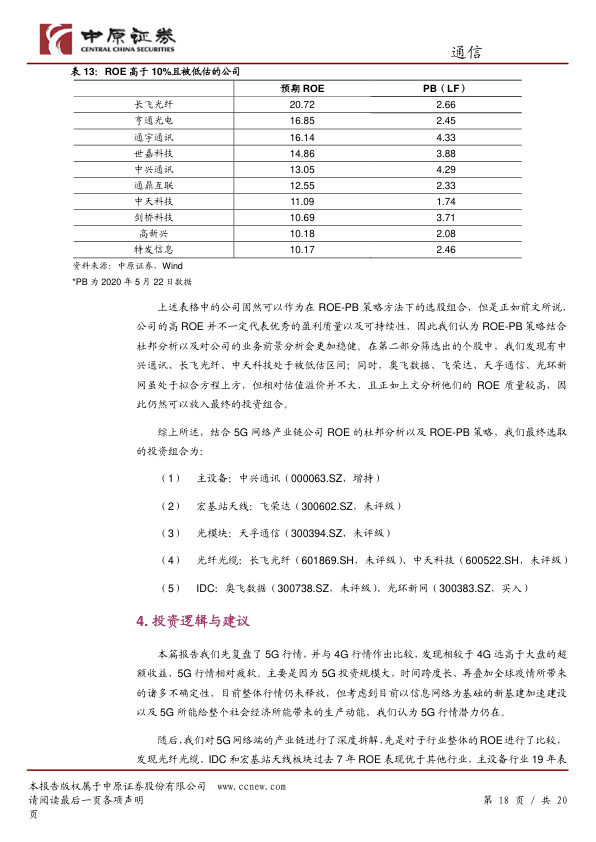 中原证券
CENTRAL CHINA SECURITIES
通信
表 13：ROE 高于 10%且被低估的公司
预期 ROE PB（LF）
长飞光纤 20.72 2.66
亨通光电 16.85 2.45
通宇通讯 16.14 4.33
世嘉科技 14.86 3.88
中兴通讯 13.05 4.29
通鼎互联 12.55 2.33
中天科技 11.09 1.74
剑桥科技 10.69 3.71
高新兴 10.18 2.08
特发信息 10.17 2.46
资料来源：中原证券，Wind
*PB 为 2020 年 5 月 22 日数据
上述表格中的公司固然可以作为在 ROE-PB 策略方法下的选股组合，但是正如前文所说，
公司的高 ROE 并不一定代表优秀的盈利质量以及可持续性，因此我们认为 ROE-PB 策略结合
杜邦分析以及对公司的业务前景分析会更加稳健。在第二部分筛选出的个股中，我们发现有中
兴通讯、长飞光纤、中天科技处于被低估区间；同时，奥飞数据、飞荣达、天孚通信、光环新
网虽处于拟合方程上方，但相对估值溢价并不大，且正如上文分析他们的 ROE 质量较高，因
此仍然可以放入最终的投资组合。
综上所述，结合 5G 网络产业链公司 ROE 的杜邦分析以及 ROE-PB 策略，我们最终选取
的投资组合为：
（1） 主设备：中兴通讯（000063.SZ，增持）
（2） 宏基站天线：飞荣达（300602.SZ，未评级）
（3） 光模块：天孚通信（300394.SZ，未评级）
（4） 光纤光缆：长飞光纤（601869.SH，未评级）、中天科技（600522.SH，未评级）
（5） IDC：奥飞数据（300738.SZ，未评级）、光环新网（300383.SZ，买入）
4. 投资逻辑与建议
本篇报告我们先复盘了 5G 行情，并与 4G 行情作出比较，发现相较于 4G 远高于大盘的超
额收益，5G 行情相对疲软。主要是因为 5G 投资规模大，时间跨度长，再叠加全球疫情所带来
的诸多不确定性，目前整体行情仍未释放，但考虑到目前以信息网络为基础的新基建加速建设
以及 5G 所能给整个社会经济所能带来的生产动能，我们认为 5G 行情潜力仍在。
随后，我们对 5G 网络端的产业链进行了深度拆解，先是对子行业整体的 ROE 进行了比较，
发现光纤光缆、IDC 和宏基站天线板块过去 7 年 ROE 表现优于其他行业，主设备行业 19 年表
本报告版权属于中原证券股份有限公司 www.ccnew.com
请阅读最后一页各项声明 第 18 页 / 共 20
页